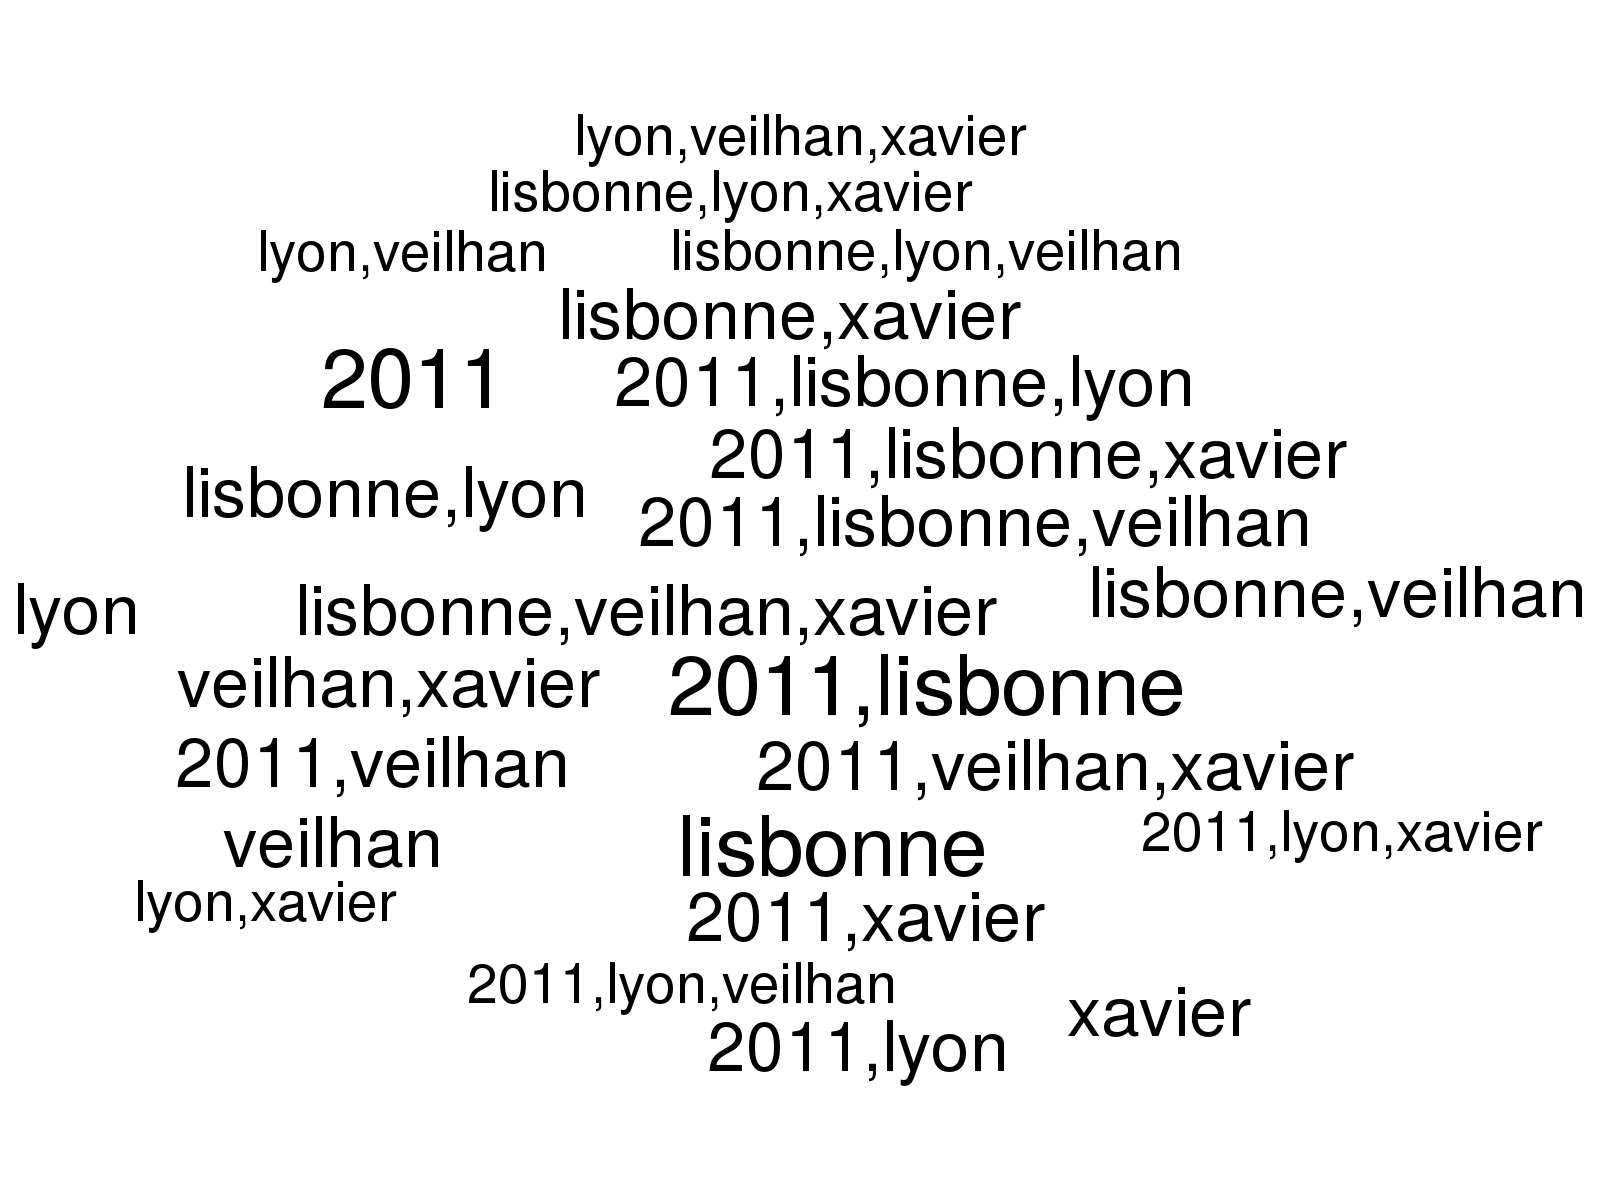 lyon,veilhan,xavier
lisbonne,lyon,xavier
lyon,veilhan
lisbonne,lyon,veilhan
lisbonne,xavier
2011
2011,lisbonne,lyon
2011,lisbonne,xavier
lisbonne,lyon
2011,lisbonne,veilhan
lyon
lisbonne,veilhan,xavier
lisbonne,veilhan
veilhan,xavier
2011,lisbonne
2011,veilhan
2011,veilhan,xavier
veilhan
lisbonne
2011,lyon,xavier
lyon,xavier
2011,xavier
2011,lyon,veilhan
xavier
2011,lyon